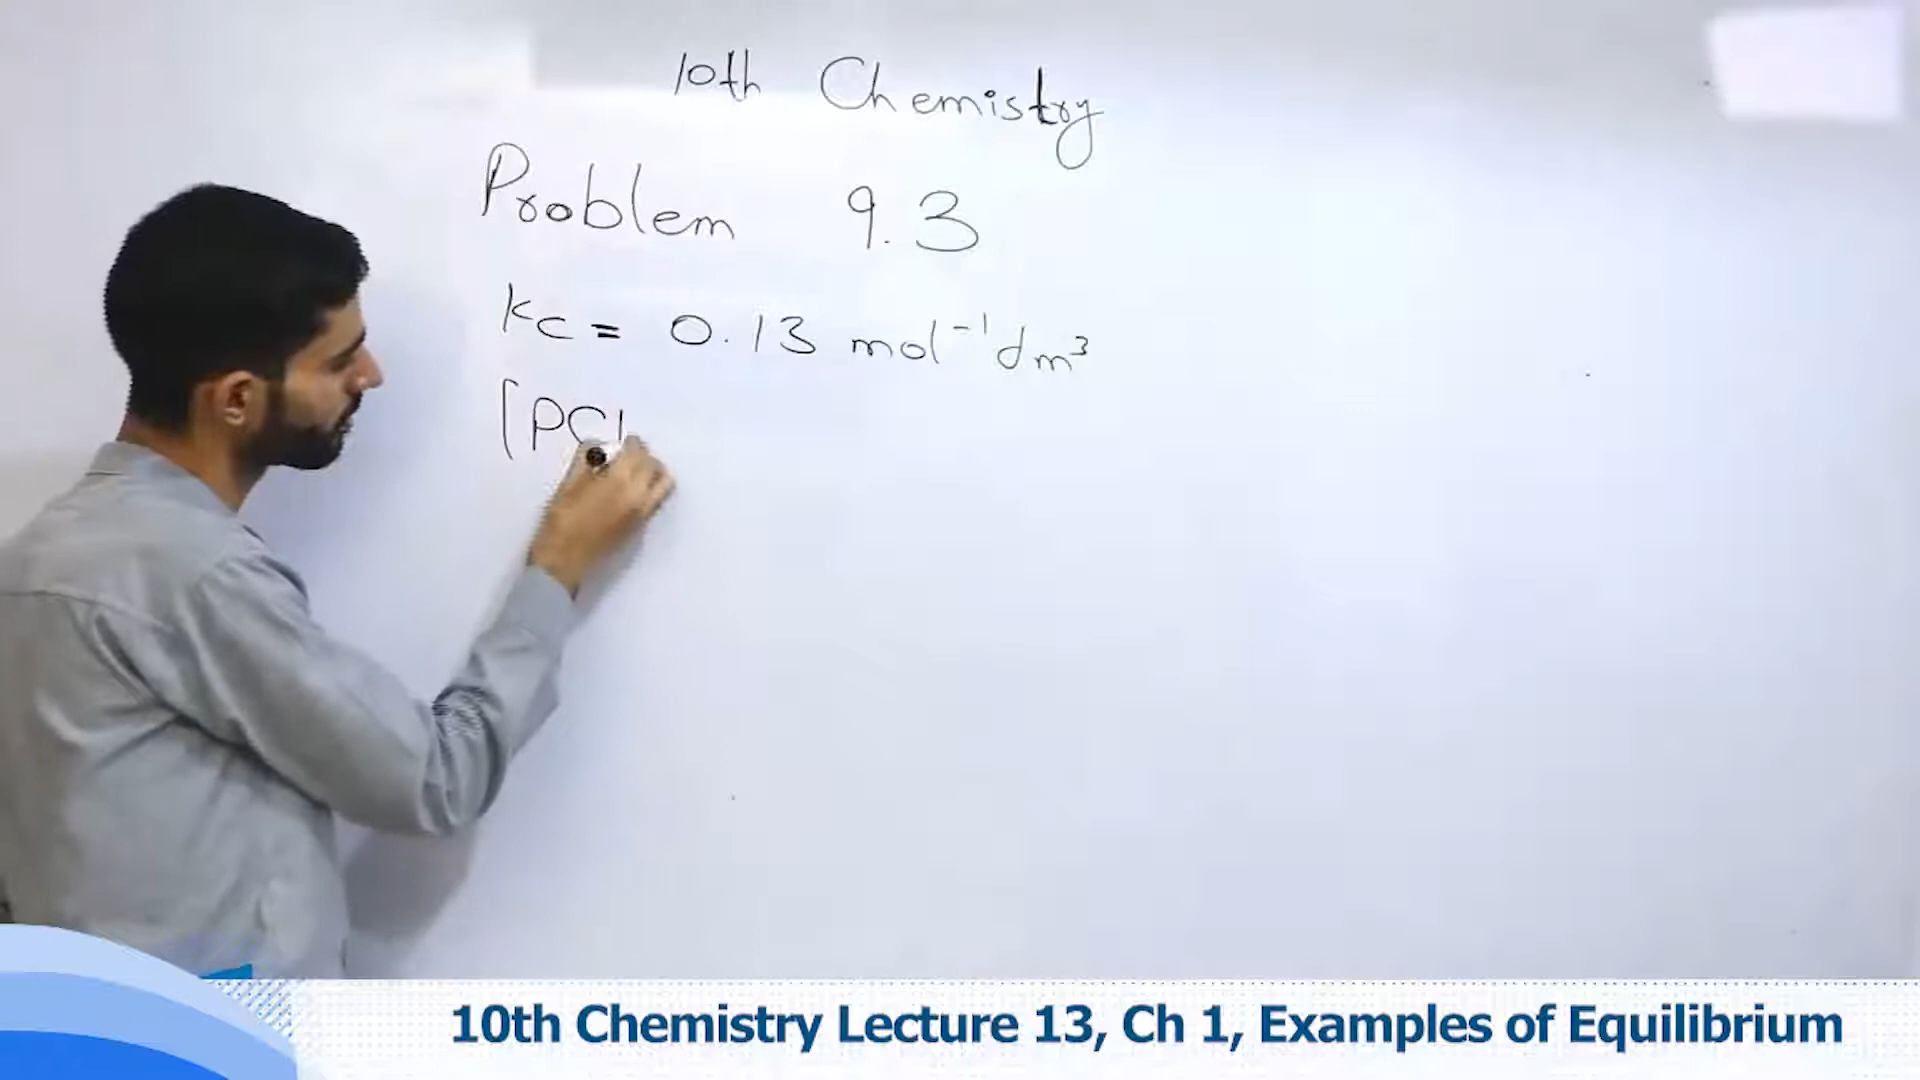 10th Chemistry
Problem 9.3
Kc = 0.13 mol⁻¹dm³
[PCl
10th Chemistry Lecture 13, Ch 1, Examples of Equilibrium